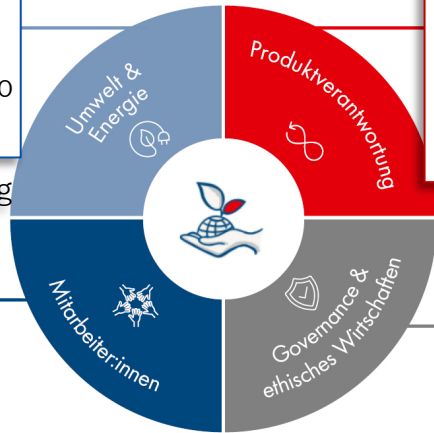 o
g
Umwelt &
Energie
Produktverantwortung
Mitarbeiter:innen
Governance &
ethisches Wirtschaften